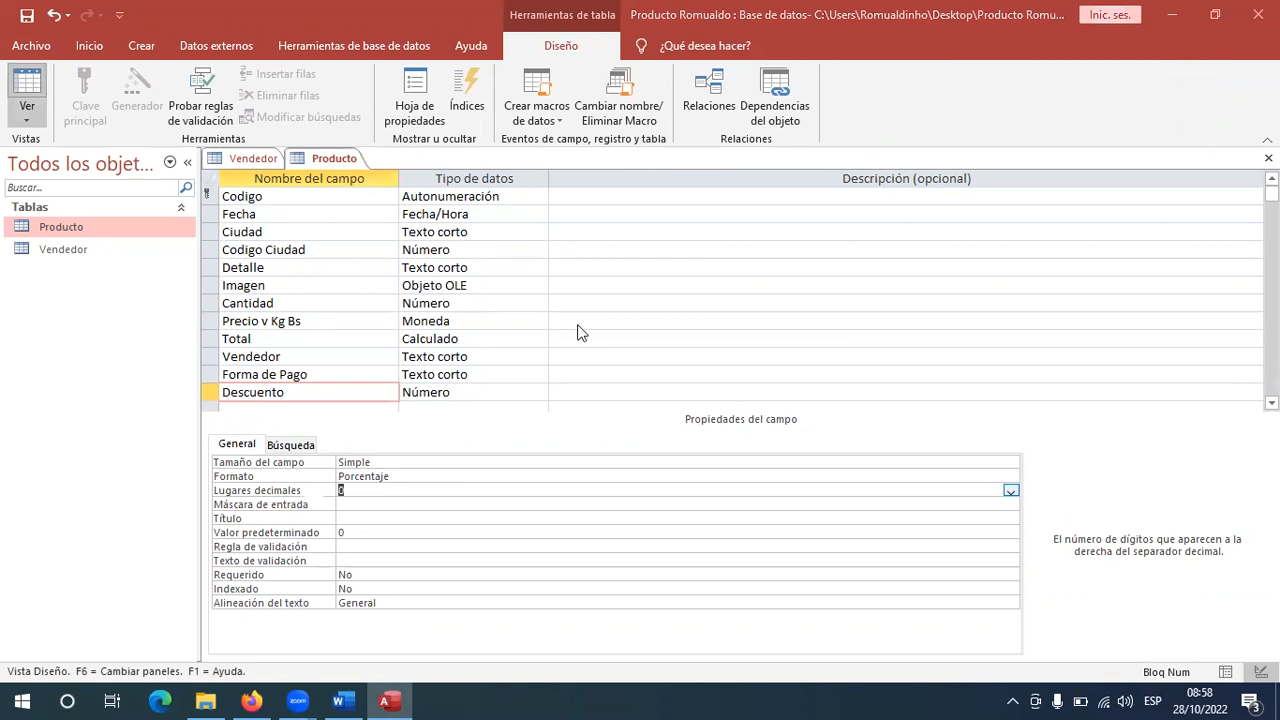 Herramientas de tabla
Producto Romualdo : Base de datos- C:\Users\Romualdinho\Desktop\Producto Romu...
Inic. ses.
Archivo
Inicio
Crear
Datos externos
Herramientas de base de datos
Ayuda
Diseño
¿Qué desea hacer?
Ver
Clave principal
Generador
Probar reglas de validación
Insertar filas
Eliminar filas
Modificar búsquedas
Hoja de propiedades
Índices
Crear macros de datos
Cambiar nombre/ Eliminar Macro
Relaciones
Dependencias del objeto
Vistas
Herramientas
Mostrar u ocultar
Eventos de campo, registro y tabla
Relaciones
Todos los objet...
Buscar...
Tablas
Producto
Vendedor
Vendedor
Producto
Nombre del campo Tipo de datos Descripción (opcional)
Codigo Autonumeración
Fecha Fecha/Hora
Ciudad Texto corto
Codigo Ciudad Número
Detalle Texto corto
Imagen Objeto OLE
Cantidad Número
Precio v Kg Bs Moneda
Total Calculado
Vendedor Texto corto
Forma de Pago Texto corto
Descuento Número
Propiedades del campo
General Búsqueda
Tamaño del campo Simple
Formato Porcentaje
Lugares decimales 0
Máscara de entrada
Título
Valor predeterminado 0
Regla de validación
Texto de validación
Requerido No
Indexado No
Alineación del texto General
El número de dígitos que aparecen a la
derecha del separador decimal.
Vista Diseño. F6 = Cambiar paneles. F1 = Ayuda.
Bloq Num
zoom
W
A
ESP
08:58
28/10/2022
3